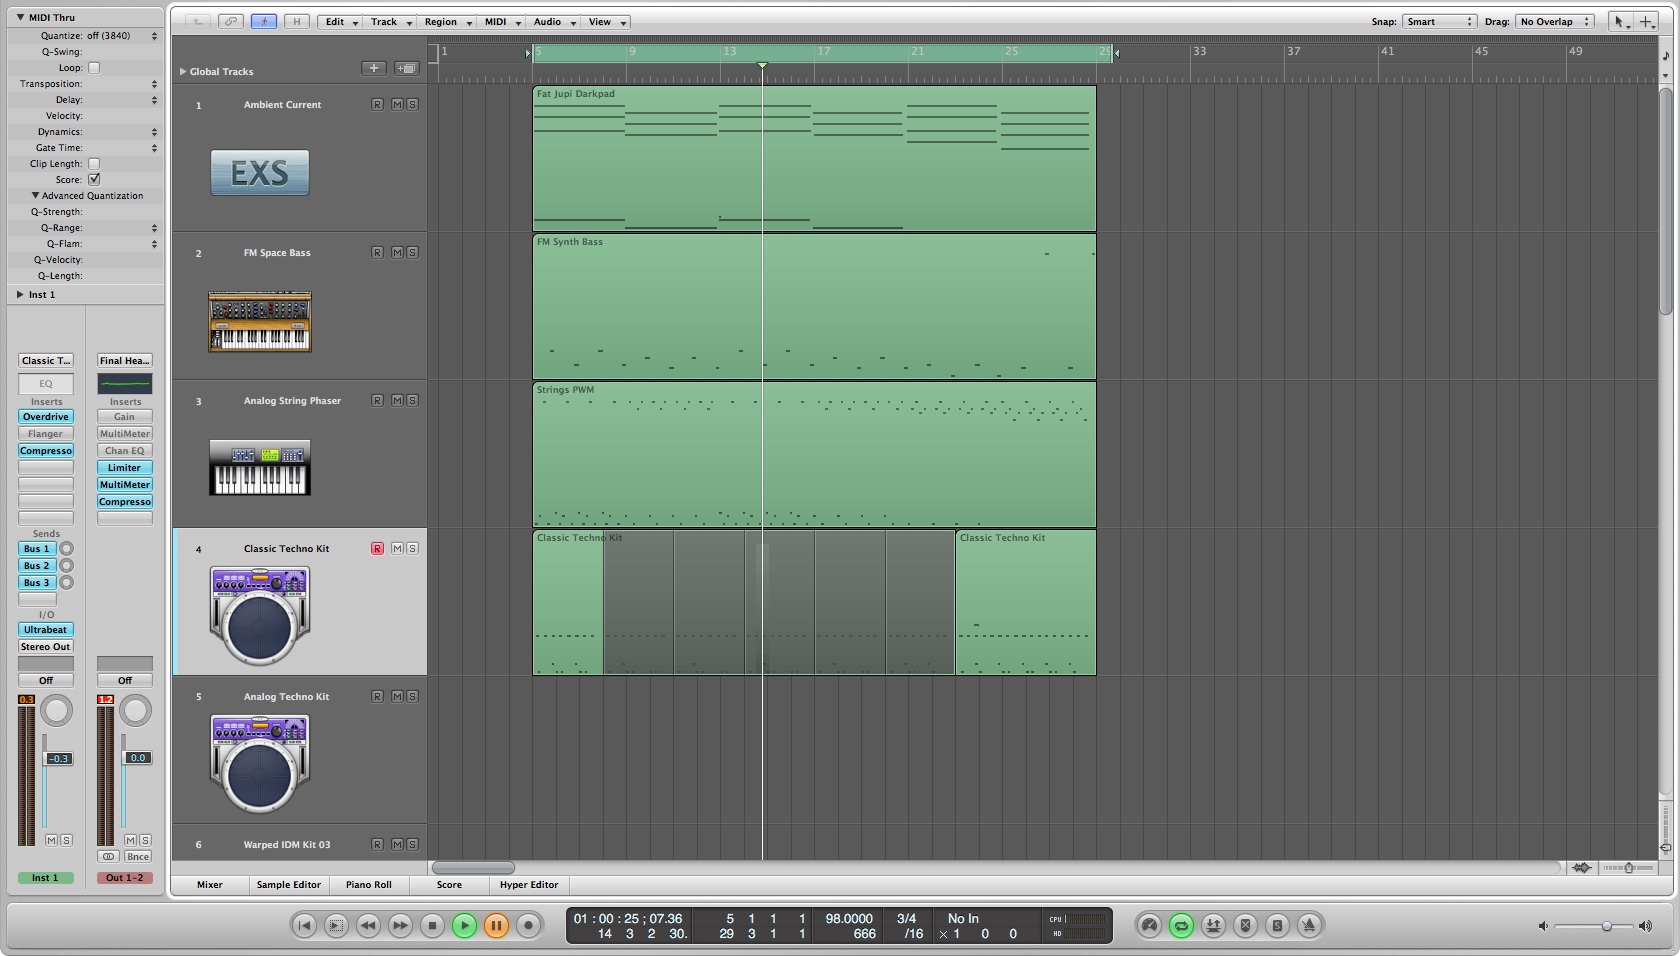 MIDI Thru
Quantize: off (3840)
Q-Swing:
Loop:
Transposition:
Delay:
Velocity:
Dynamics:
Gate Time:
Clip Length:
Score:
Advanced Quantization
Q-Strength:
Q-Range:
Q-Flam:
Q-Velocity:
Q-Length:
Inst 1
Classic T...
EQ
Inserts
Overdrive
Flanger
Compresso
Sends
Bus 1
Bus 2
Bus 3
I/O
Ultrabeat
Stereo Out
Off
0.3
-0.3
M S
Inst 1
Final Hea...
Inserts
Gain
MultiMeter
Chan EQ
Limiter
MultiMeter
Compresso
Off
1.2
0.0
M S
Bnce
Out 1-2
H Edit Track Region MIDI Audio View Snap: Smart Drag: No Overlap
1 5 9 13 17 21 25 29 33 37 41 45 49
Global Tracks
1 Ambient Current R M S
EXS
Fat Jupi Darkpad
2 FM Space Bass R M S
FM Synth Bass
3 Analog String Phaser R M S
Strings PWM
4 Classic Techno Kit R M S
Classic Techno Kit
Classic Techno Kit
5 Analog Techno Kit R M S
6 Warped IDM Kit 03 R M S
Mixer Sample Editor Piano Roll Score Hyper Editor
01 : 00 : 25 ; 07.36 5 1 1 1 98.0000 3/4 No In CPU
14 3 2 30. 29 3 1 1 666 /16 × 1 0 0 HD
S